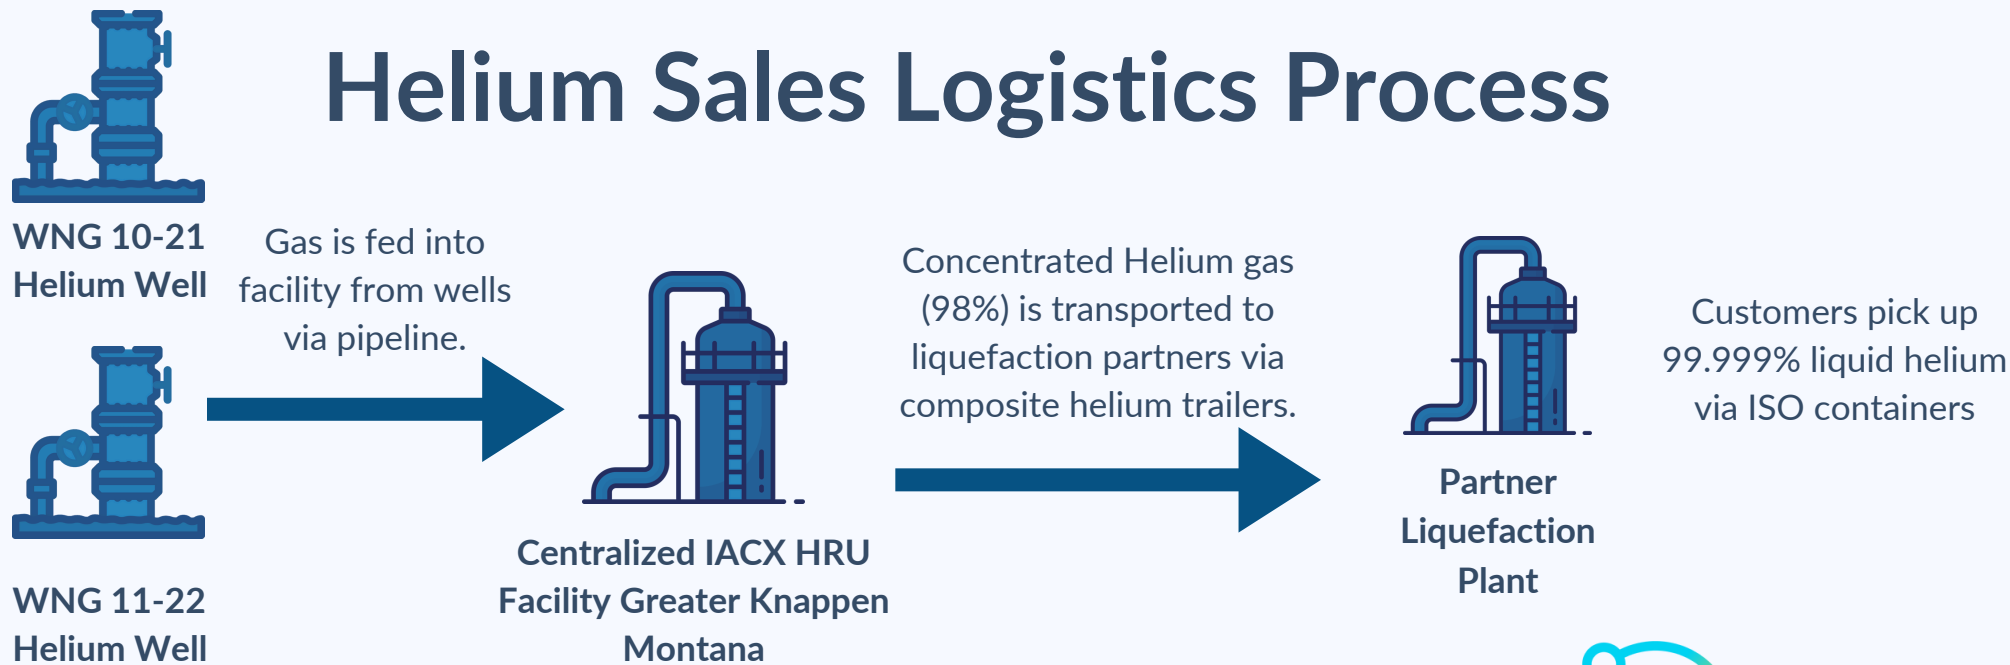 Helium Sales Logistics Process
WNG 10-21
Helium Well
Gas is fed into
facility from wells
via pipeline.
WNG 11-22
Helium Well
Centralized IACX HRU
Facility Greater Knappen
Montana
Concentrated Helium gas
(98%) is transported to
liquefaction partners via
composite helium trailers.
Partner
Liquefaction
Plant
Customers pick up
99.999% liquid helium
via ISO containers